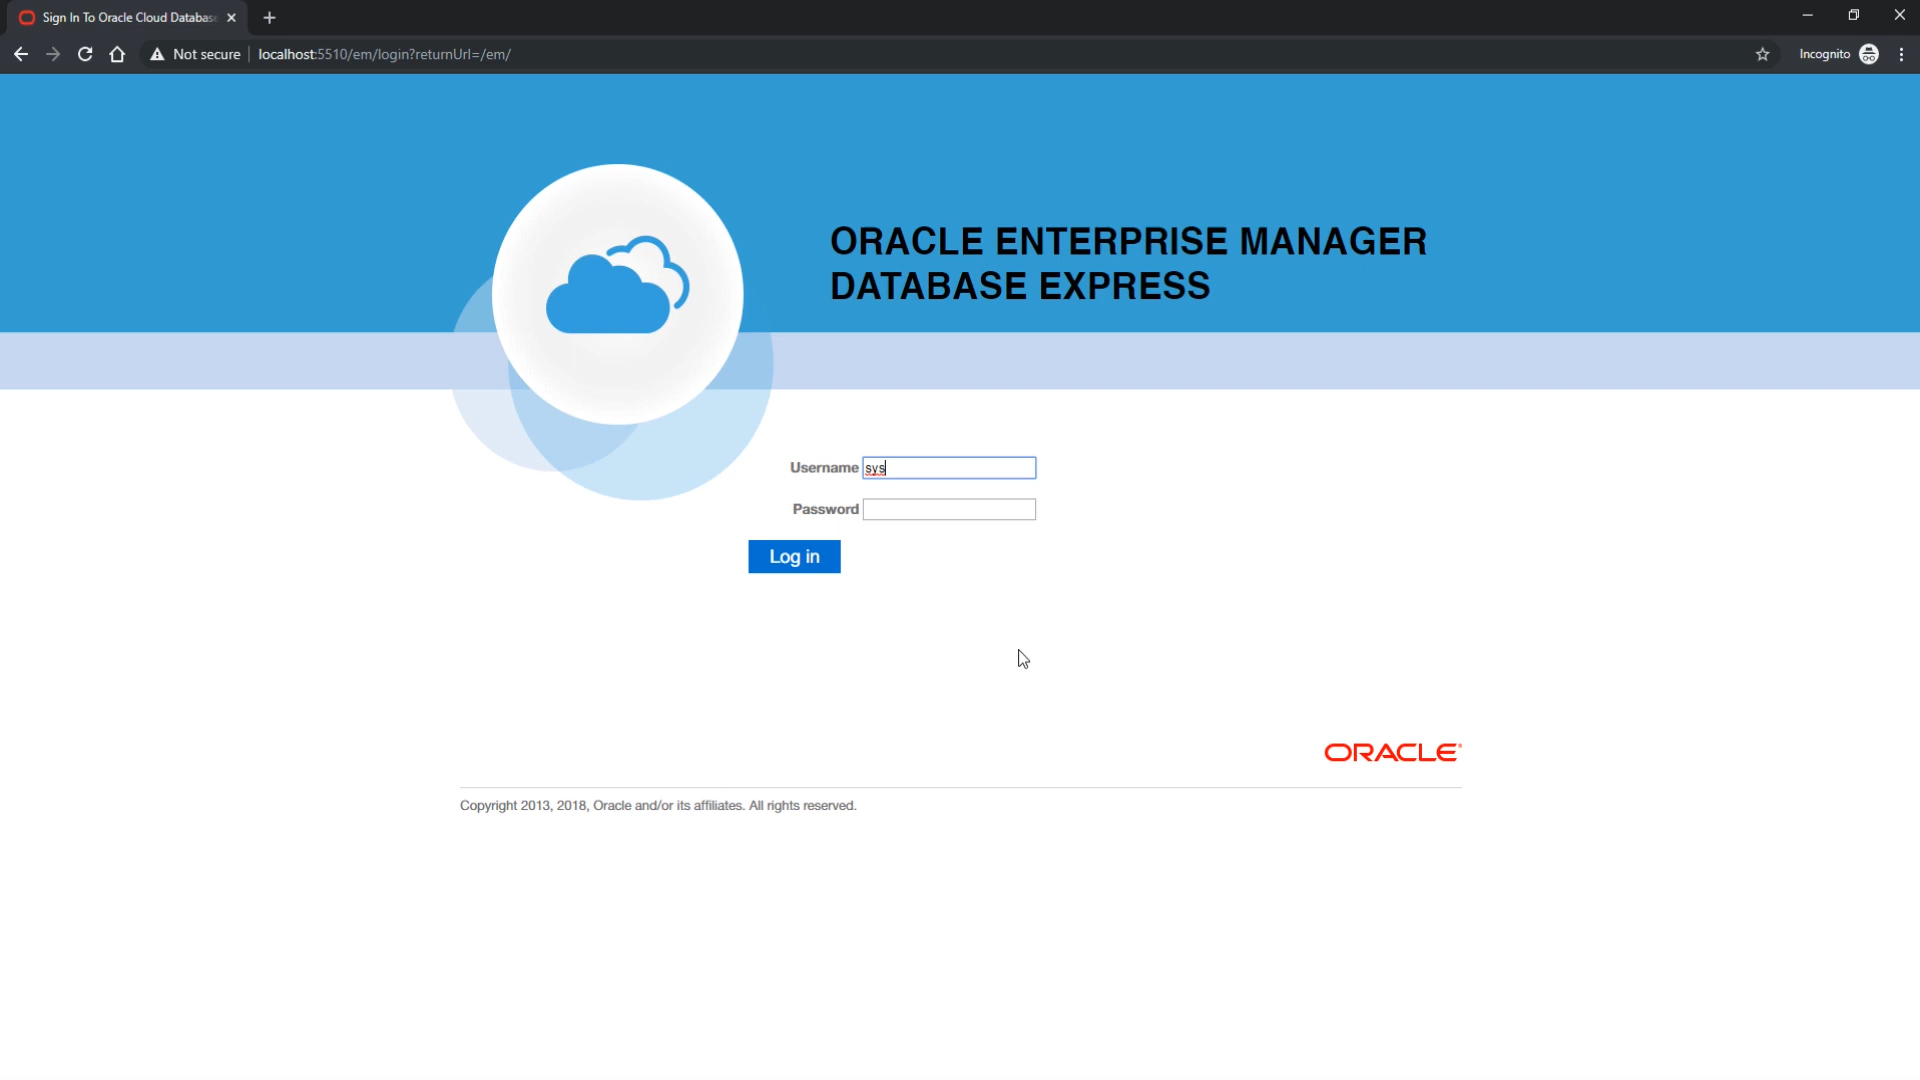 Sign In To Oracle Cloud Databas
Not secure
localhost:5510/em/login?returnUrl=/em/
Incognito
ORACLE ENTERPRISE MANAGER
DATABASE EXPRESS
Username sys
Password
Log in
ORACLE®
Copyright 2013, 2018, Oracle and/or its affiliates. All rights reserved.